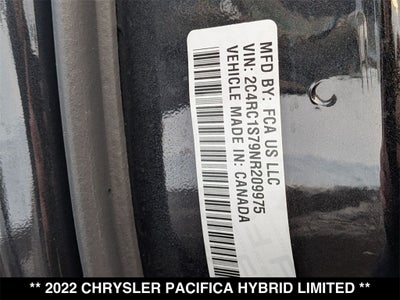 MFD BY: FCA US LLC
VIN: 2C4RC1S79NR209975
VEHICLE MADE IN: CANADA
** 2022 CHRYSLER PACIFICA HYBRID LIMITED **